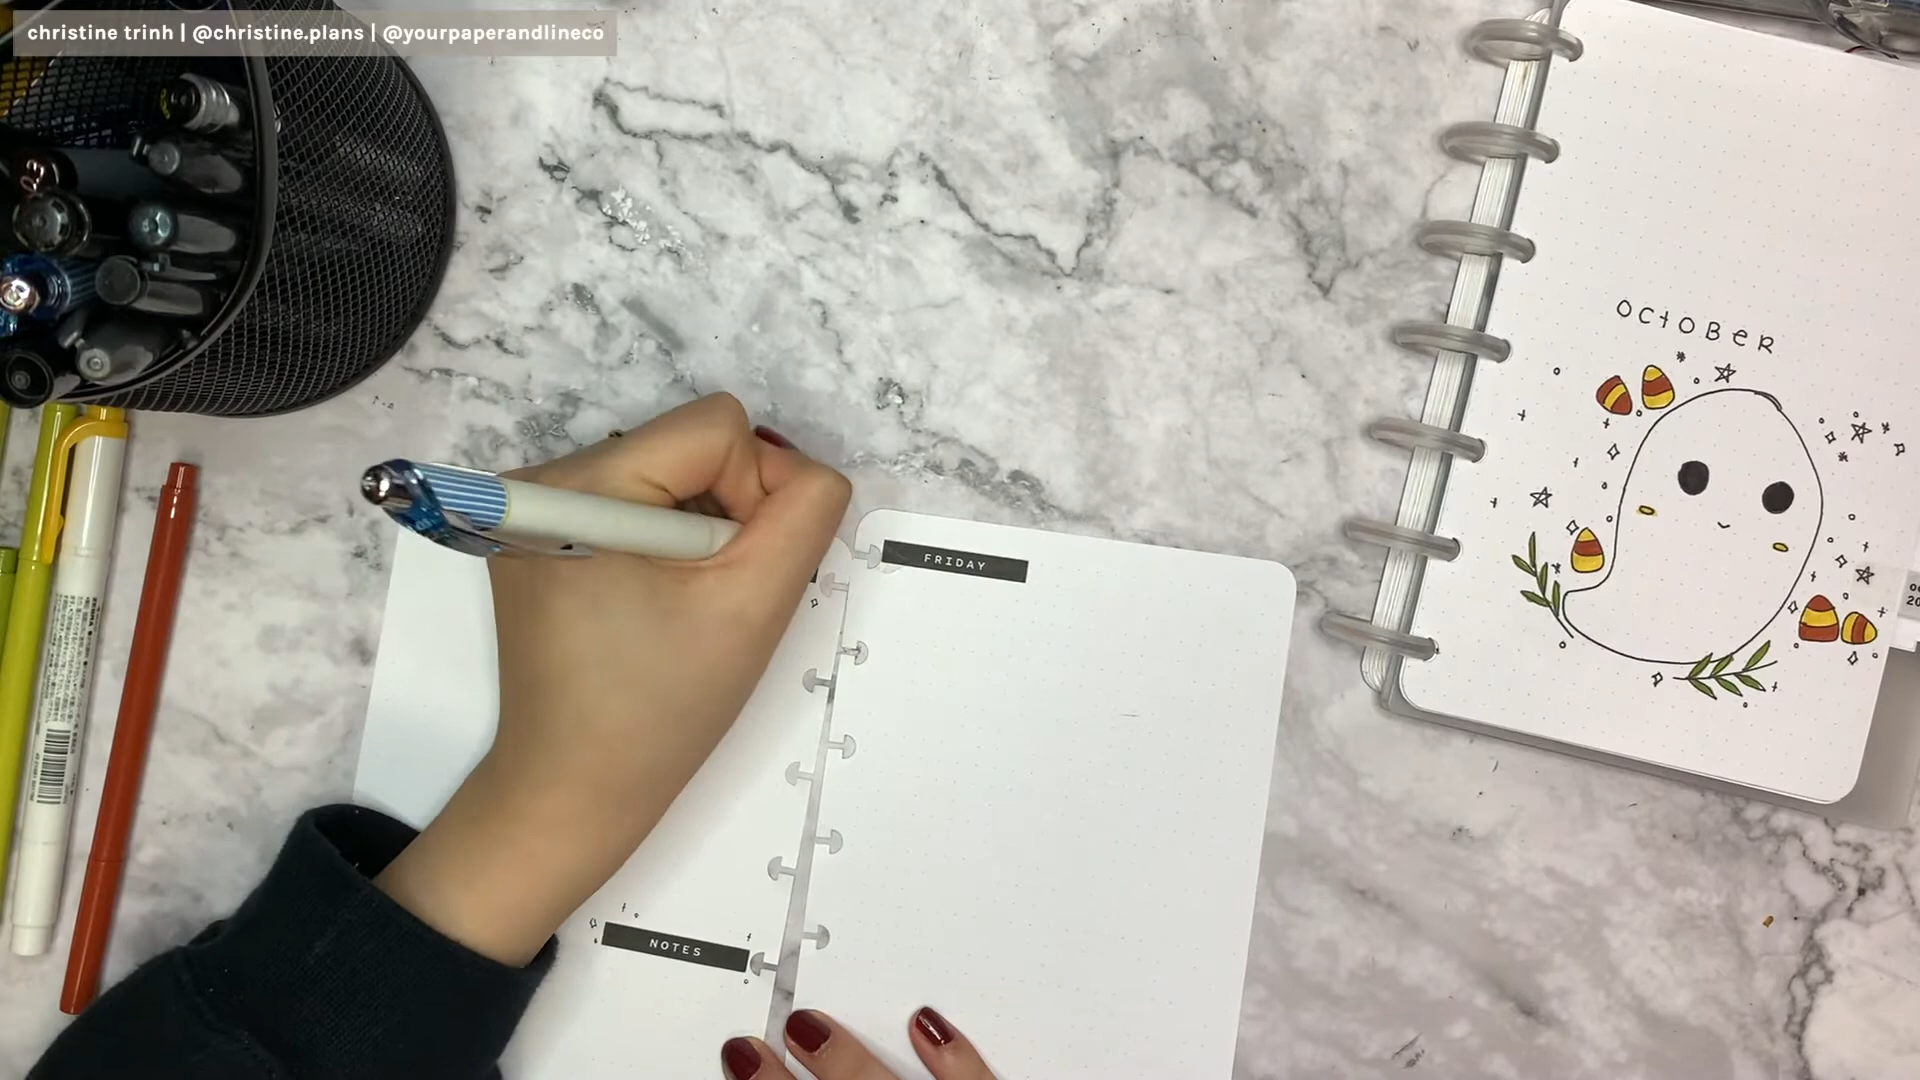 christine trinh | @christine.plans | @yourpaperandlineco
OCTOBER
FRIDAY
NOTES